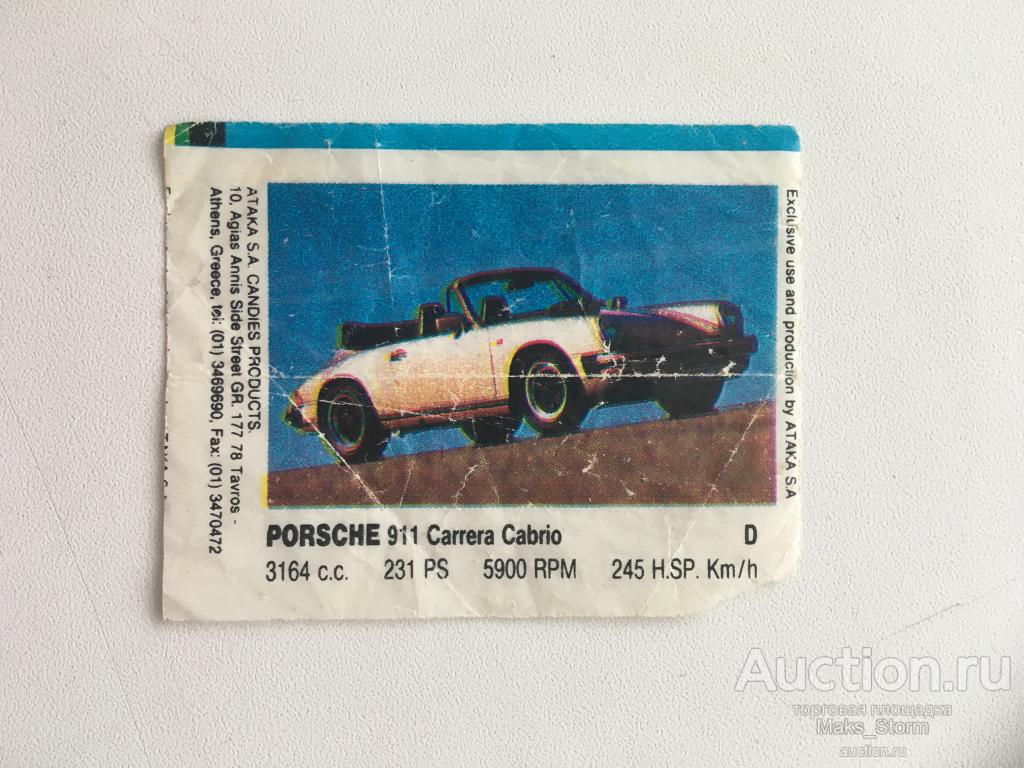 ATAKA S.A. CANDIES PRODUCTS.
10, Agias Annis Side Street GR. 177 78 Tavros -
Athens, Greece, tel: (01) 3469690, Fax: (01) 3470472
Exclusive use and production by ATAKA S.A
PORSCHE 911 Carrera Cabrio D
3164 c.c. 231 PS 5900 RPM 245 H.SP. Km/h
Auction.ru
торговая площадка
Maks_Storm
auction.ru